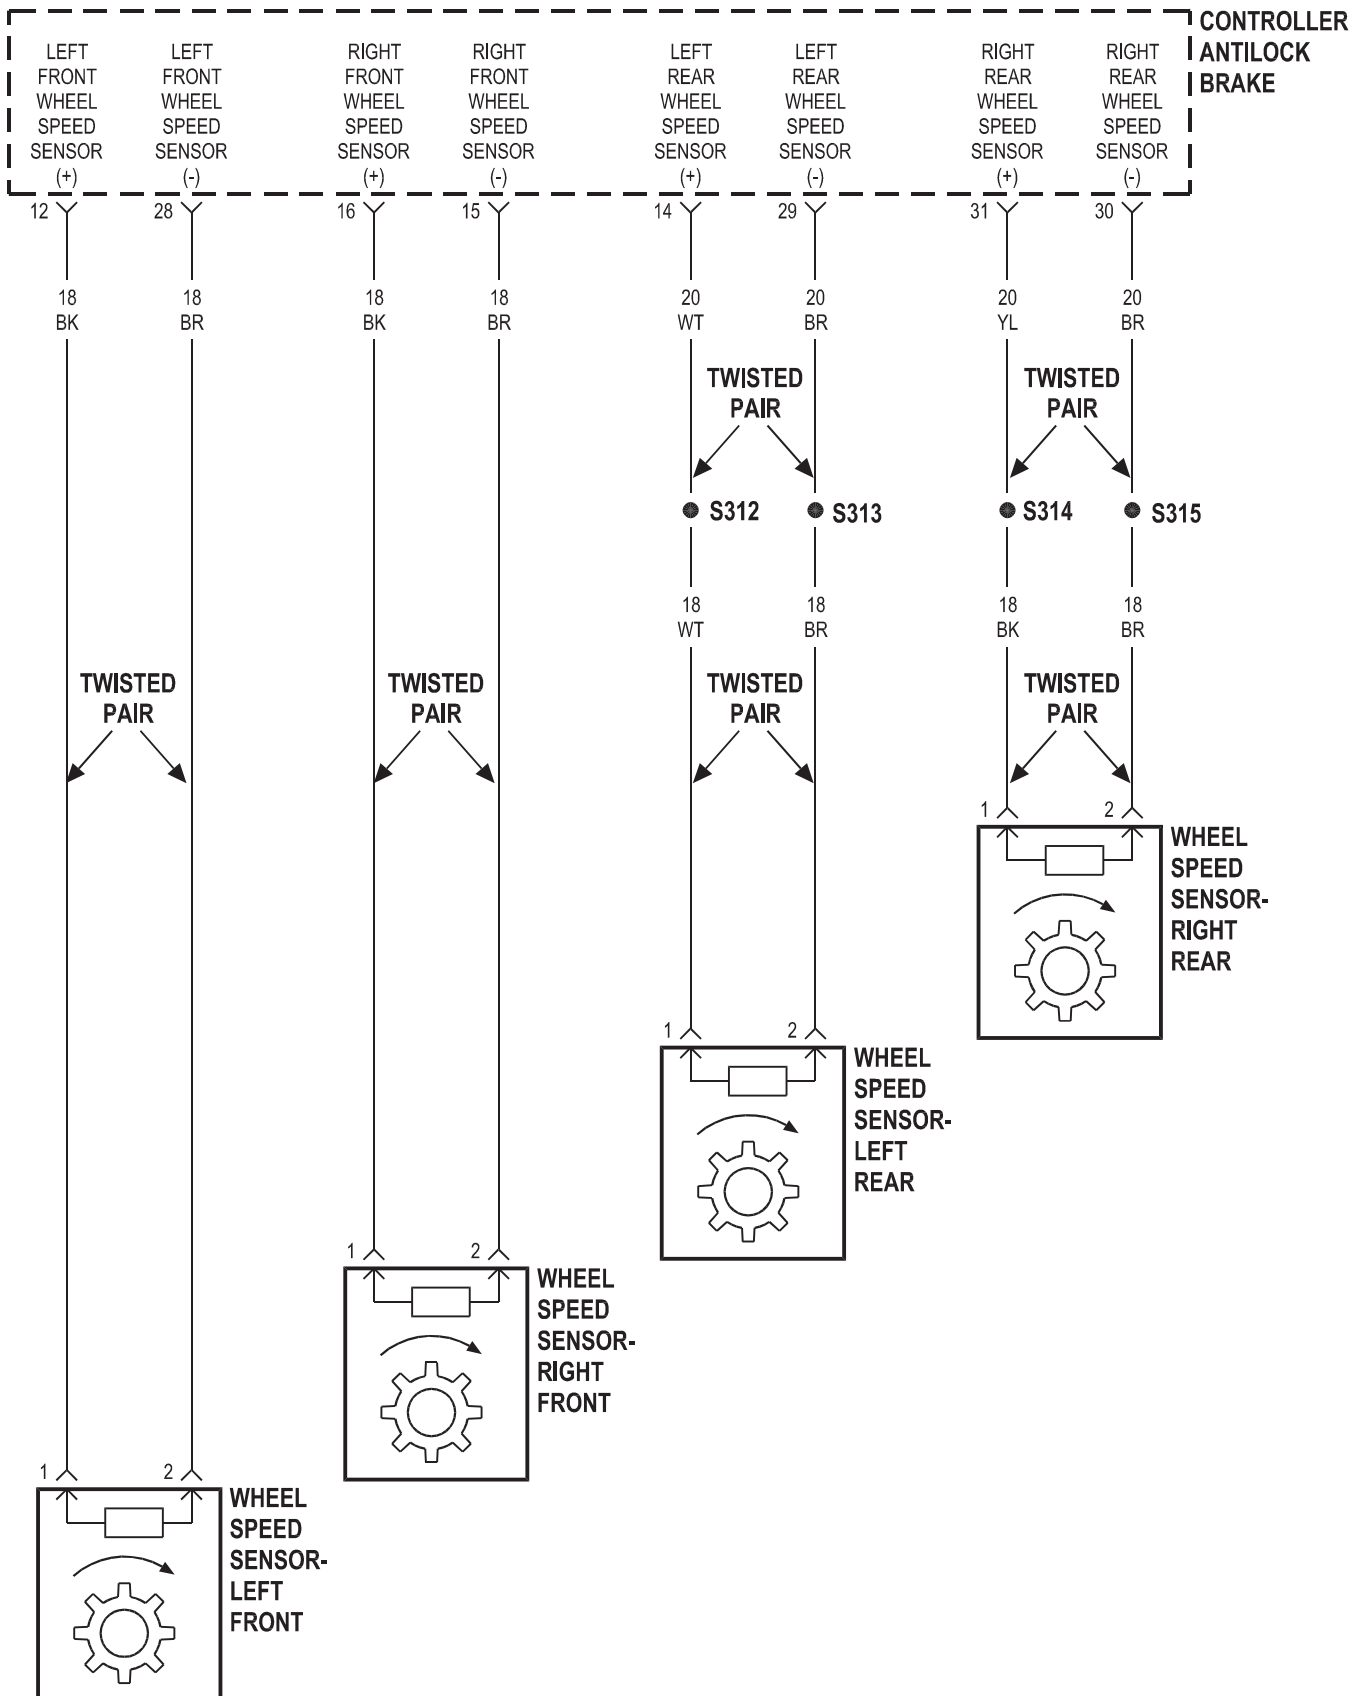 CONTROLLER
ANTILOCK
BRAKE
LEFT
FRONT
WHEEL
SPEED
SENSOR
(+)
LEFT
FRONT
WHEEL
SPEED
SENSOR
(-)
RIGHT
FRONT
WHEEL
SPEED
SENSOR
(+)
RIGHT
FRONT
WHEEL
SPEED
SENSOR
(-)
LEFT
REAR
WHEEL
SPEED
SENSOR
(+)
LEFT
REAR
WHEEL
SPEED
SENSOR
(-)
RIGHT
REAR
WHEEL
SPEED
SENSOR
(+)
RIGHT
REAR
WHEEL
SPEED
SENSOR
(-)
12
28
16
15
14
29
31
30
18
BK
18
BR
18
BK
18
BR
20
WT
20
BR
20
YL
20
BR
TWISTED
PAIR
TWISTED
PAIR
S312
S313
S314
S315
18
WT
18
BR
18
BK
18
BR
TWISTED
PAIR
TWISTED
PAIR
TWISTED
PAIR
TWISTED
PAIR
1
2
WHEEL
SPEED
SENSOR-
RIGHT
REAR
1
2
WHEEL
SPEED
SENSOR-
LEFT
REAR
1
2
WHEEL
SPEED
SENSOR-
RIGHT
FRONT
1
2
WHEEL
SPEED
SENSOR-
LEFT
FRONT